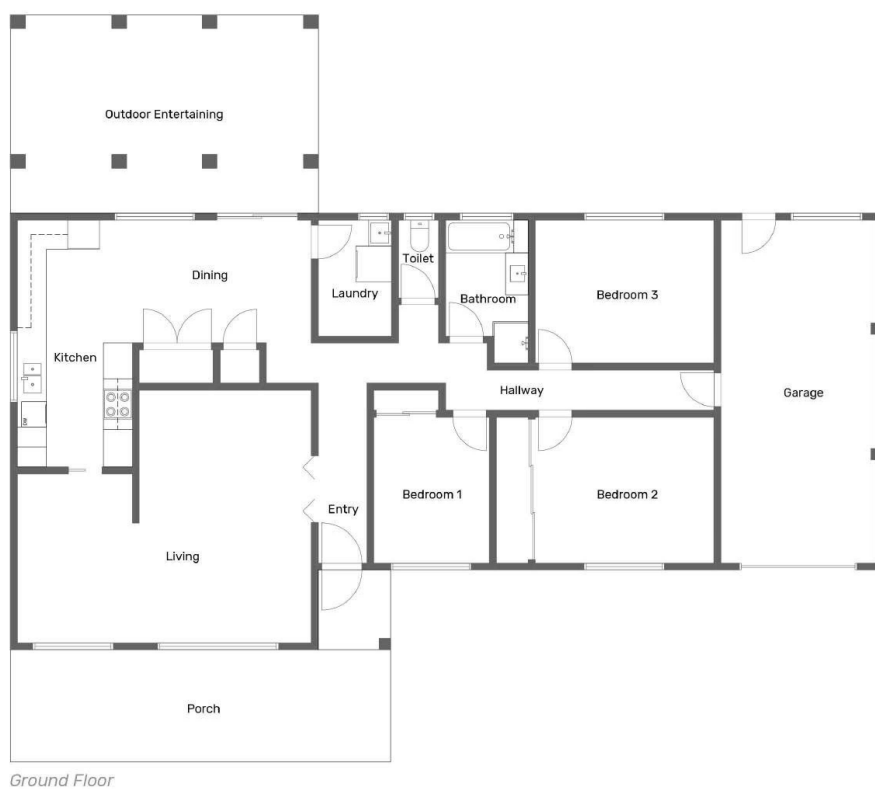 Outdoor Entertaining
Dining
Toilet
Laundry
Bathroom
Bedroom 3
Kitchen
Hallway
Garage
Bedroom 1
Bedroom 2
Entry
Living
Porch
Ground Floor
DW